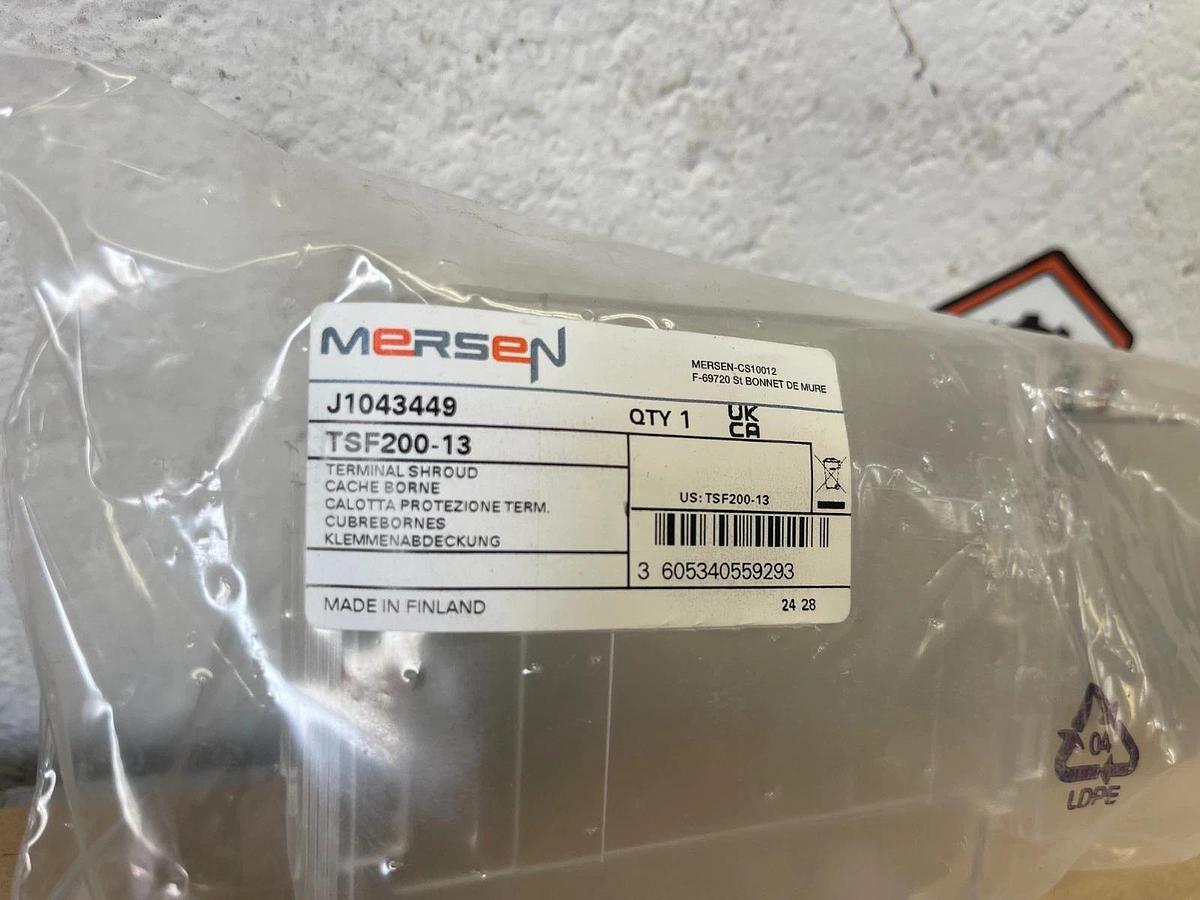 MERSEN
MERSEN-CS10012
F-69720 St BONNET DE MURE
J1043449
QTY 1
UK
CA
TSF200-13
TERMINAL SHROUD
CACHE BORNE
CALOTTA PROTEZIONE TERM.
CUBREBORNES
KLEMMENABDECKUNG
US: TSF200-13
3 605340559293
MADE IN FINLAND
24 28
04
LDPE